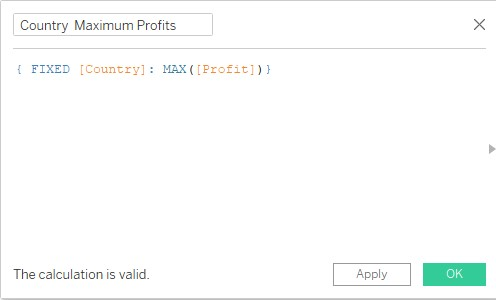 Country Maximum Profits
{ FIXED [Country]: MAX([Profit])}
The calculation is valid.
Apply
OK